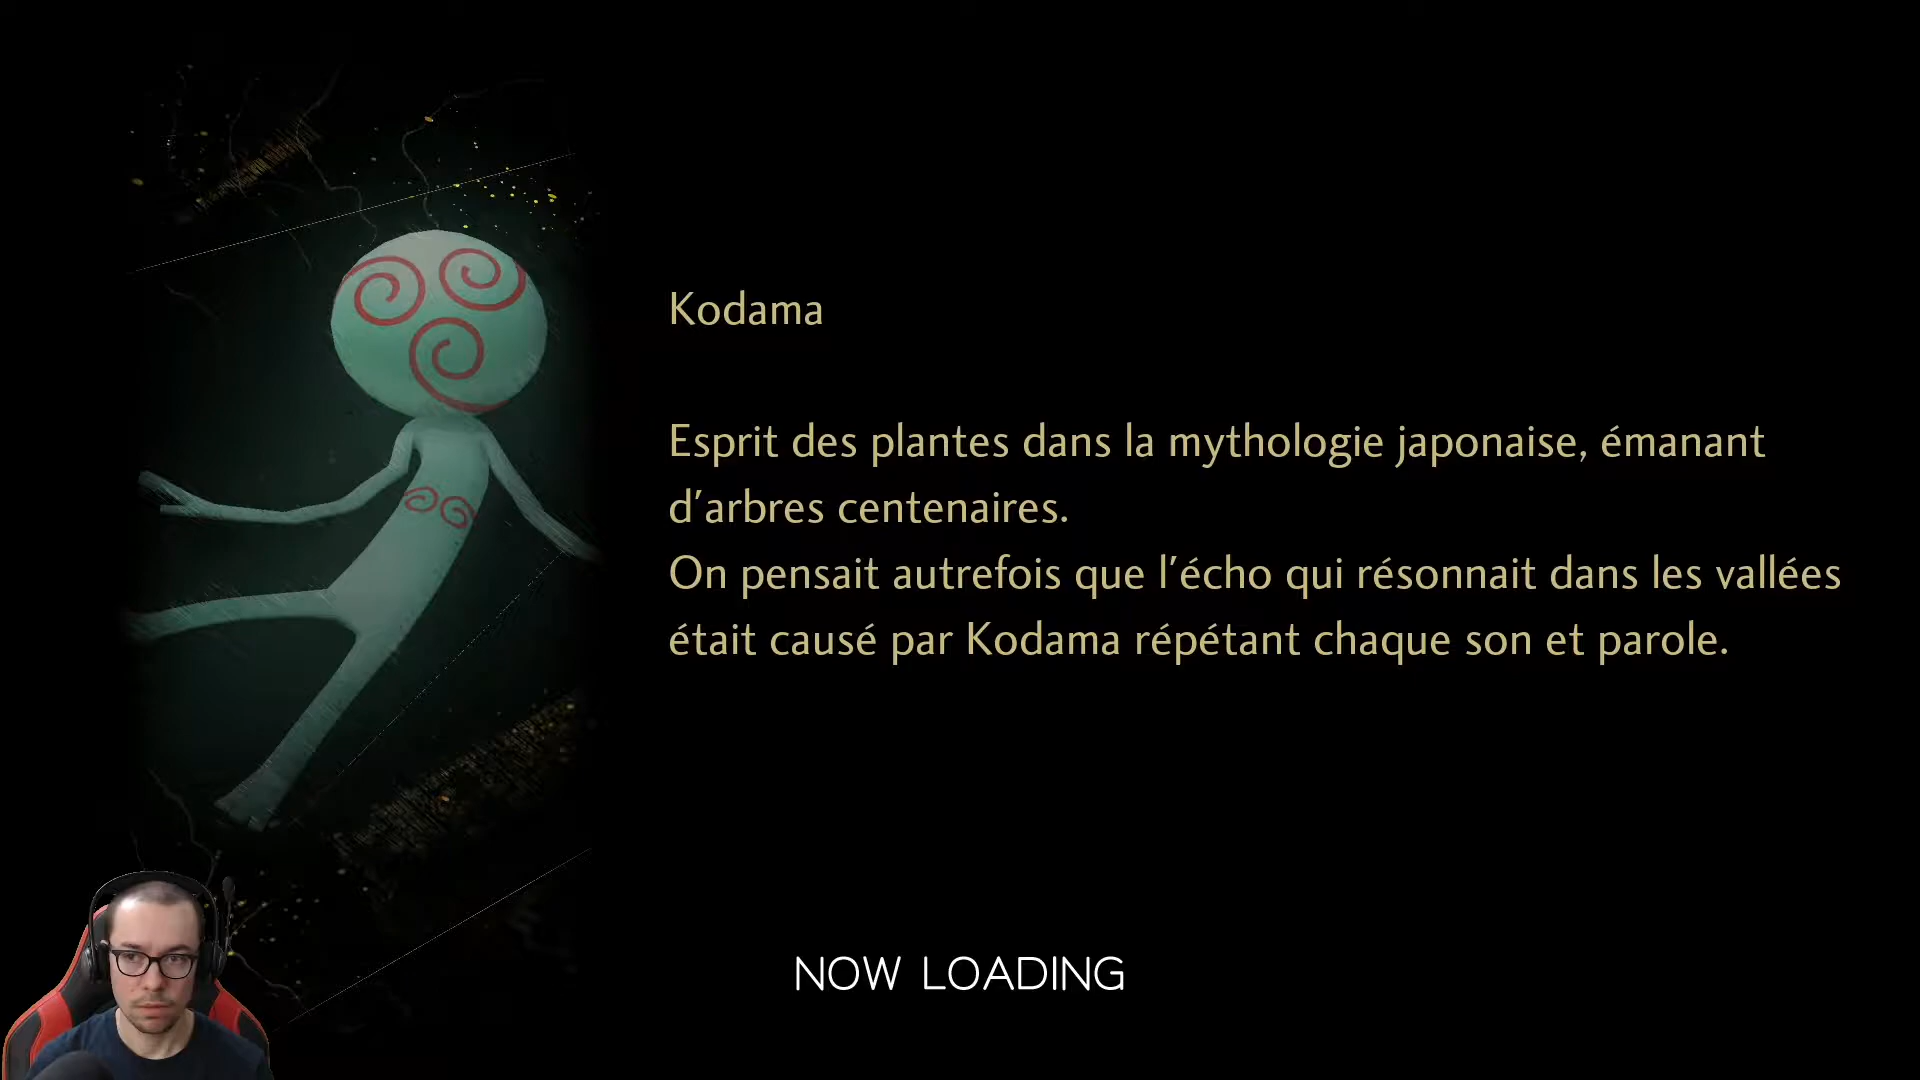 Kodama
Esprit des plantes dans la mythologie japonaise, émanant
d'arbres centenaires.
On pensait autrefois que l'écho qui résonnait dans les vallées
était causé par Kodama répétant chaque son et parole.
NOW LOADING